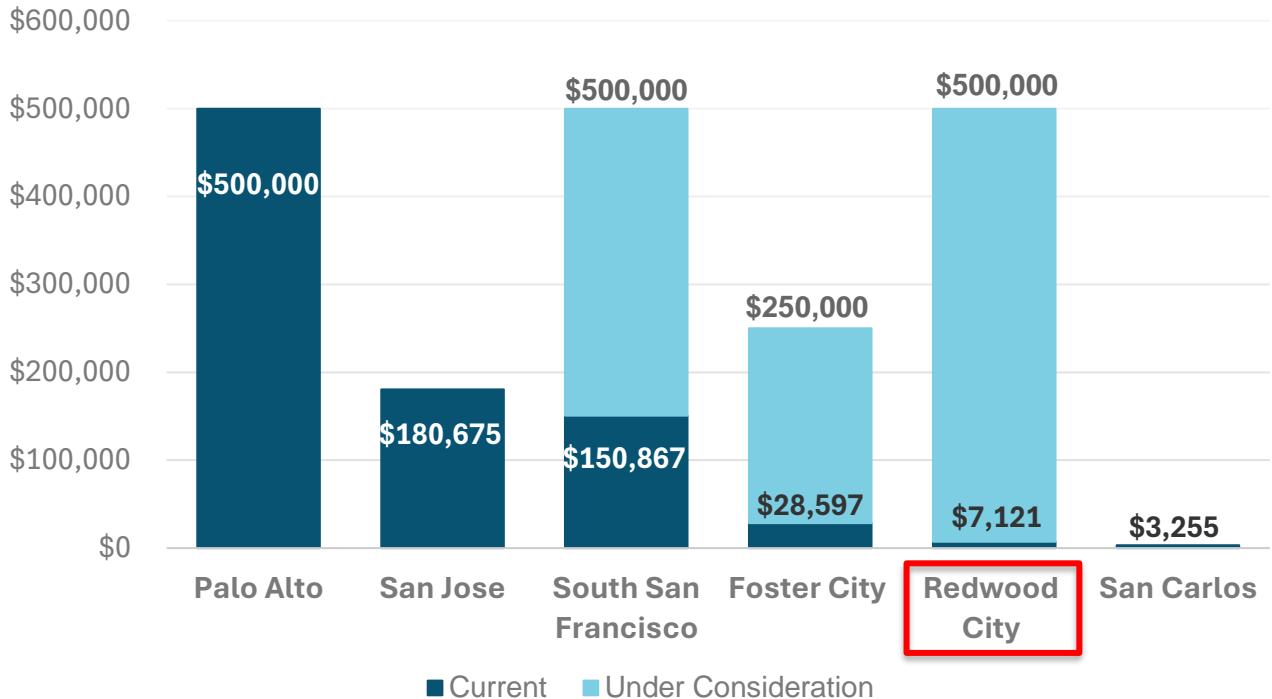 $600,000
$500,000
$400,000
$300,000
$200,000
$100,000
$0
$500,000
$180,675
$500,000
$150,867
$250,000
$28,597
$500,000
$7,121
$3,255
Palo Alto
San Jose
South San
Francisco
Foster City
Redwood
City
San Carlos
Current
Under Consideration